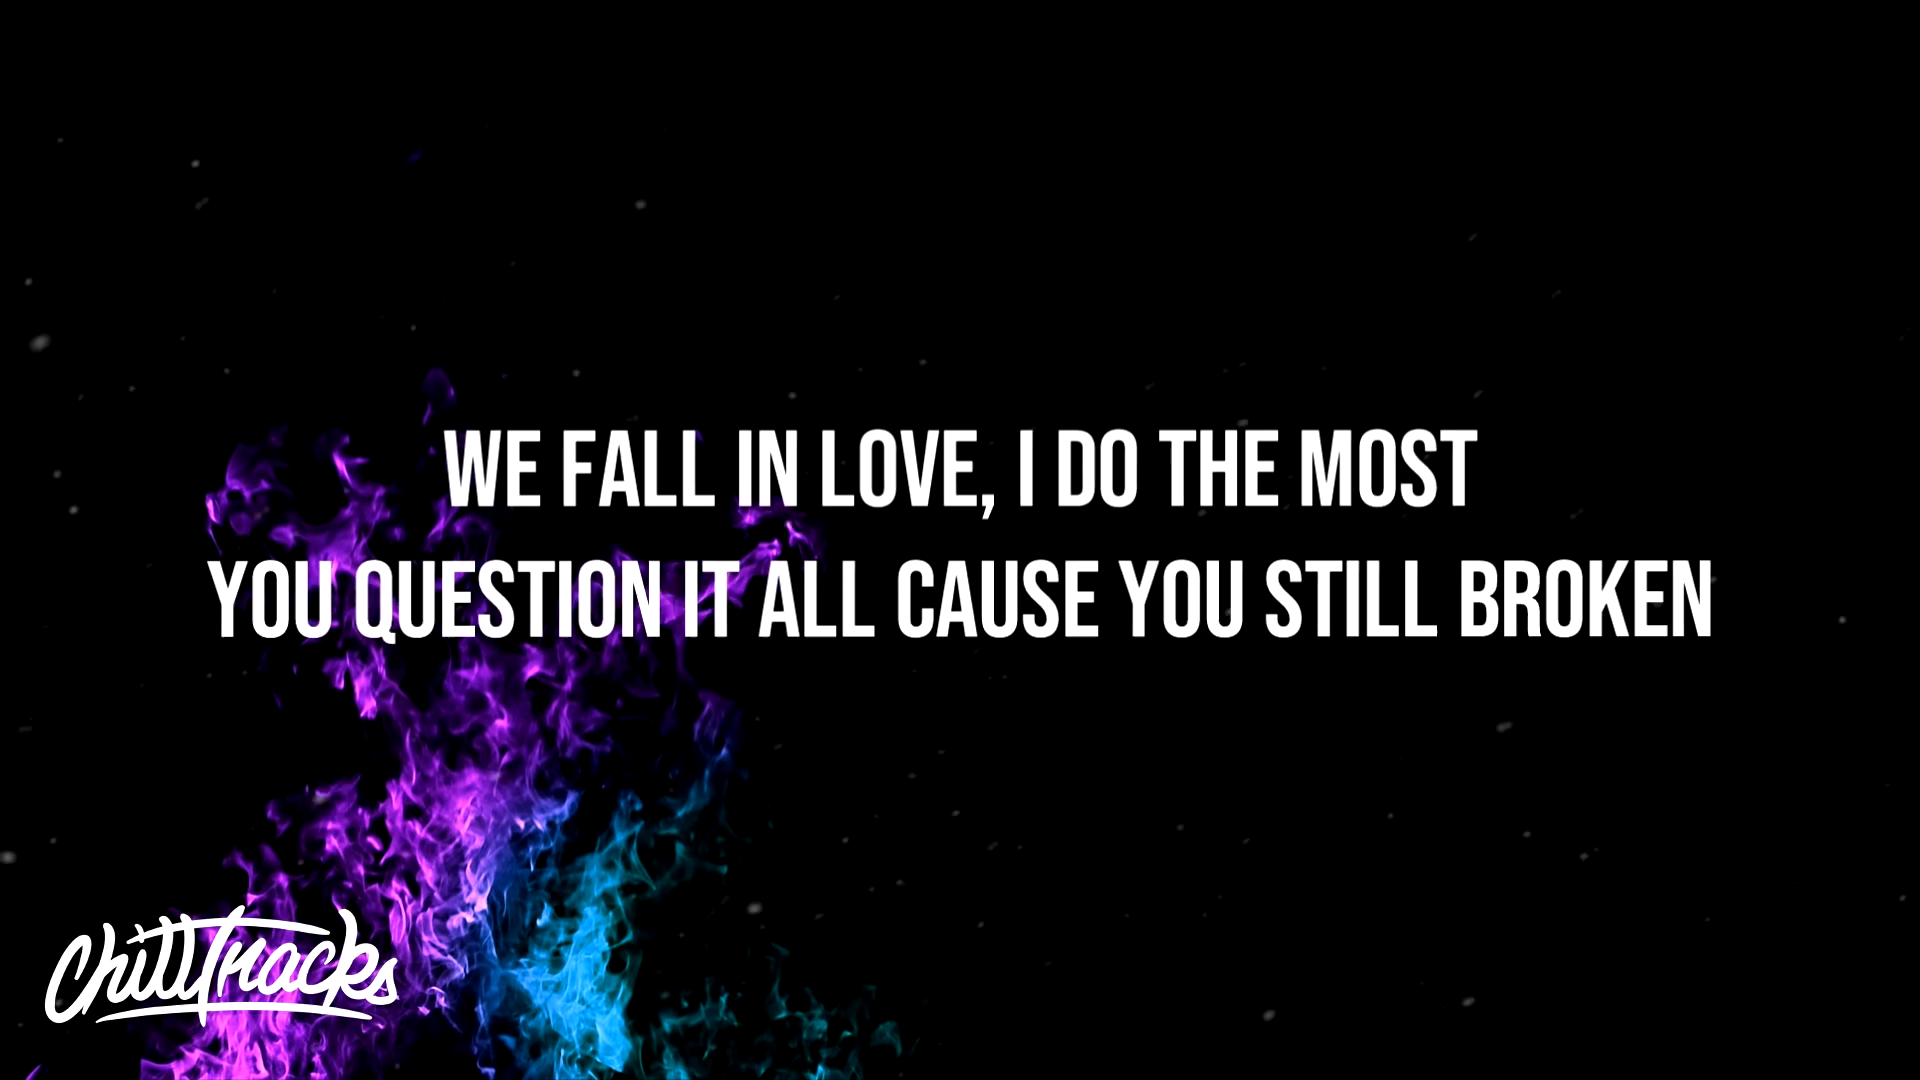 WE FALL IN LOVE, I DO THE MOST
YOU QUESTION IT ALL CAUSE YOU STILL BROKEN
ChillTracks